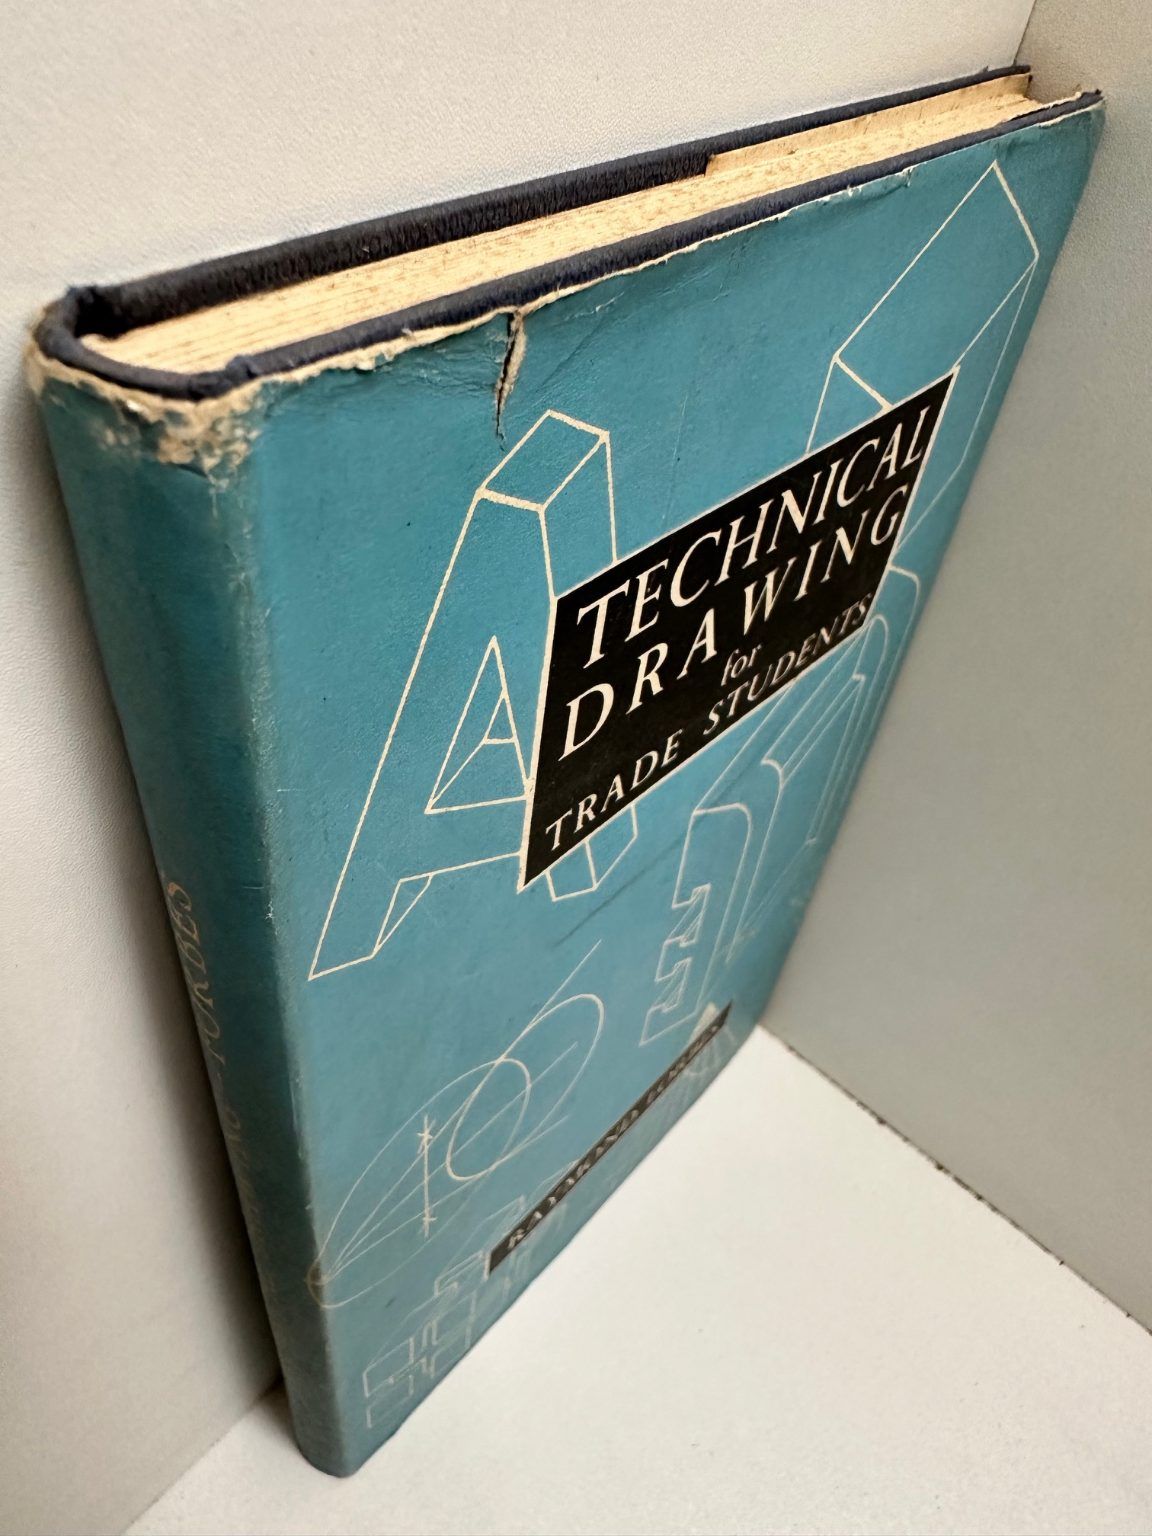 TECHNICAL
DRAWING
for
TRADE STUDENTS
RAYMOND FORBES
FORBES